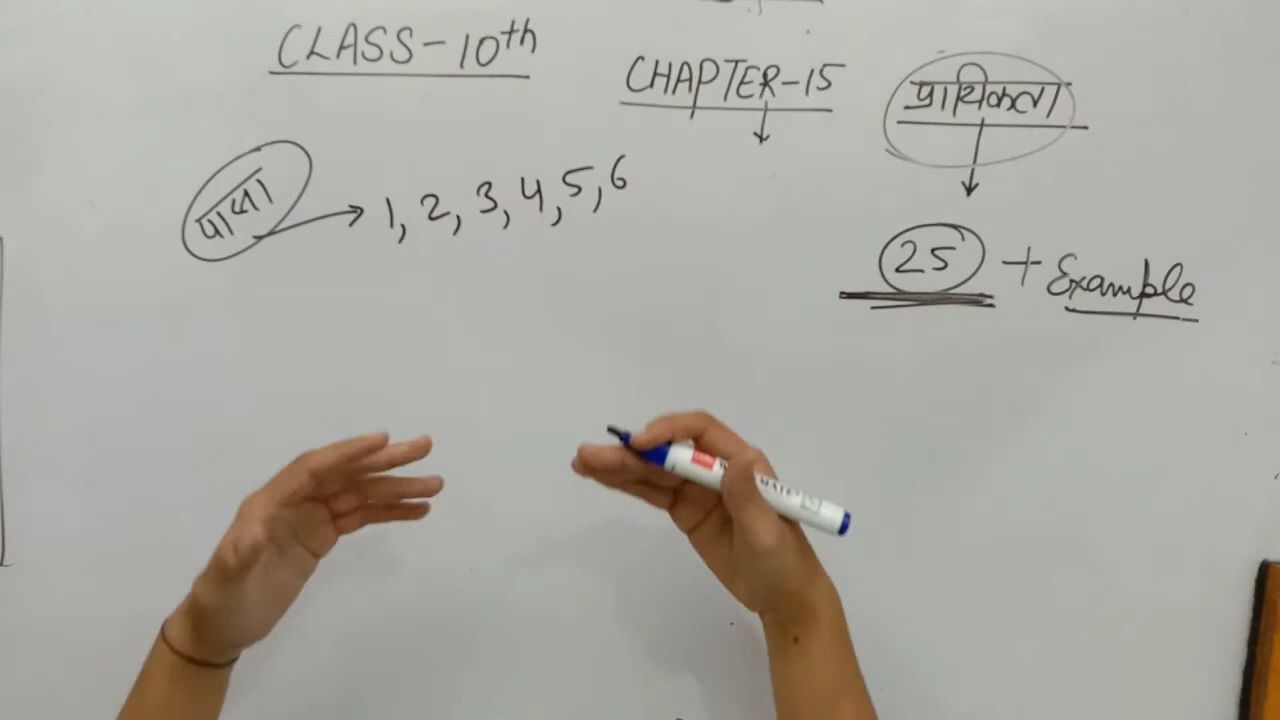 CLASS-10th
CHAPTER-15
प्रायिकता
पासा → 1, 2, 3, 4, 5, 6
25 + Example